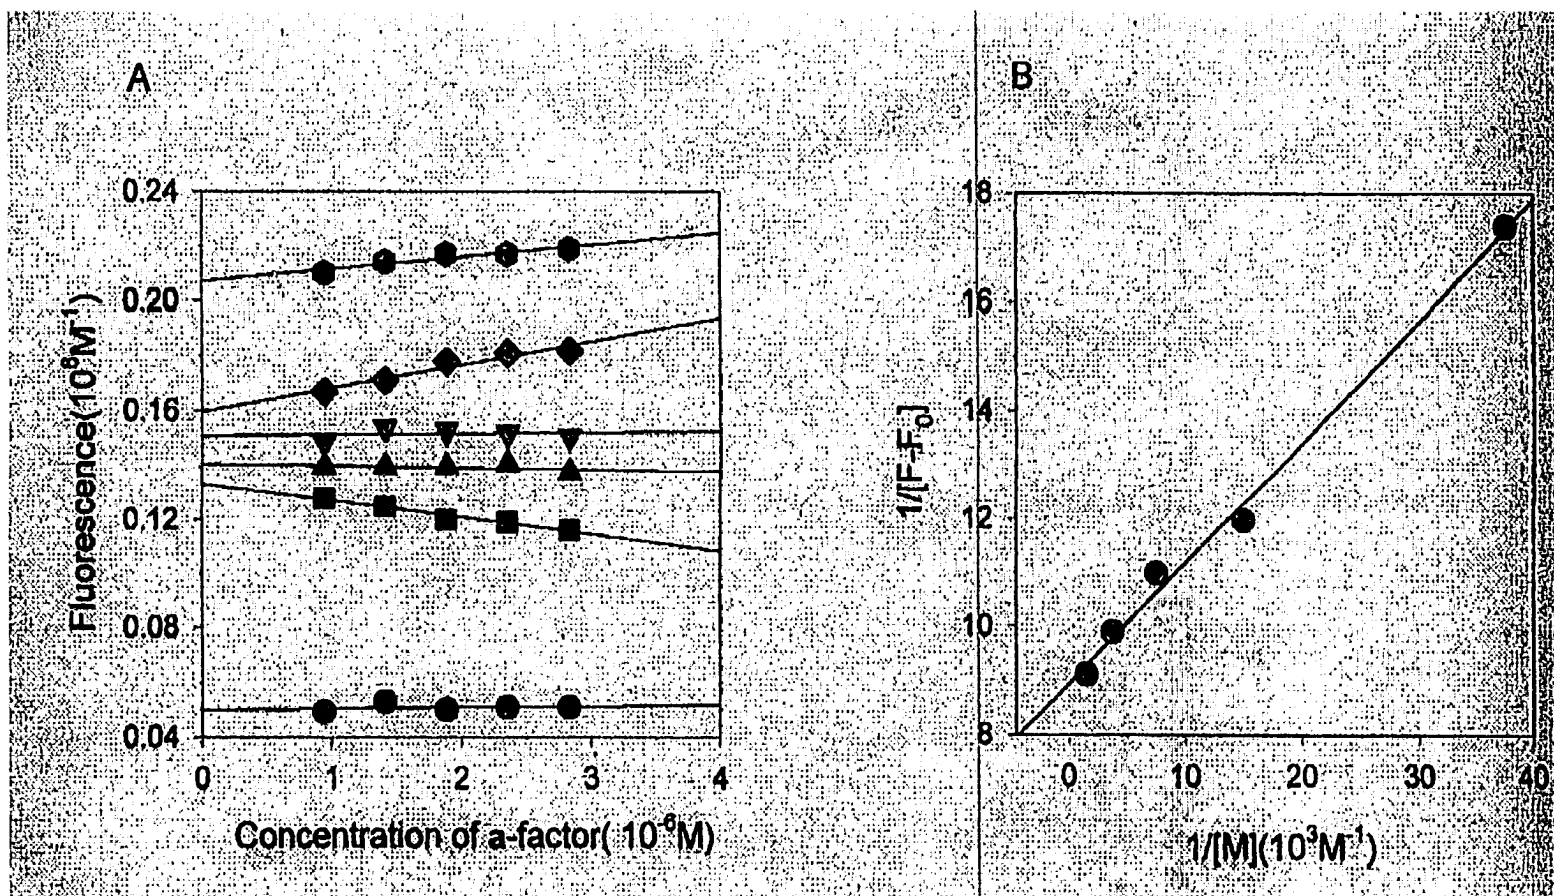 A
0.24
0.20
0.16
0.12
0.08
0.04
Fluorescence(10⁸M⁻¹)
0 1 2 3 4
Concentration of a-factor( 10⁻⁶M)
B
18
16
14
12
10
8
1/[F-F₀]
0 10 20 30 40
1/[M](10³M⁻¹)